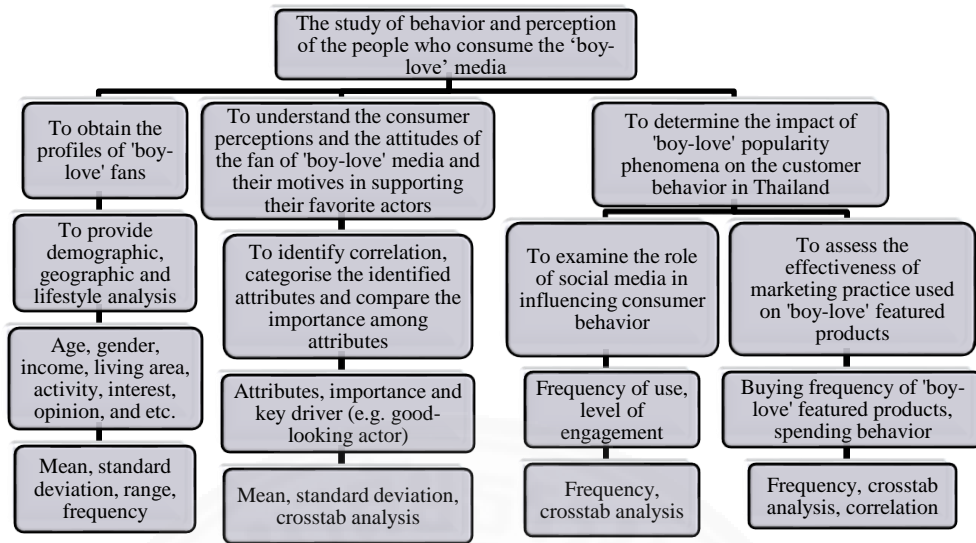 The study of behavior and perception
of the people who consume the ‘boy-
love’ media
To obtain the
profiles of 'boy-
love' fans
To provide
demographic,
geographic and
lifestyle analysis
Age, gender,
income, living area,
activity, interest,
opinion, and etc.
Mean, standard
deviation, range,
frequency
To understand the consumer
perceptions and the attitudes of
the fan of 'boy-love' media and
their motives in supporting
their favorite actors
To identify correlation,
categorise the identified
attributes and compare the
importance among
attributes
Attributes, importance and
key driver (e.g. good-
looking actor)
Mean, standard deviation,
crosstab analysis
To determine the impact of
'boy-love' popularity
phenomena on the customer
behavior in Thailand
To examine the role
of social media in
influencing consumer
behavior
Frequency of use,
level of
engagement
Frequency,
crosstab analysis
To assess the
effectiveness of
marketing practice used
on 'boy-love' featured
products
Buying frequency of 'boy-
love' featured products,
spending behavior
Frequency, crosstab
analysis, correlation